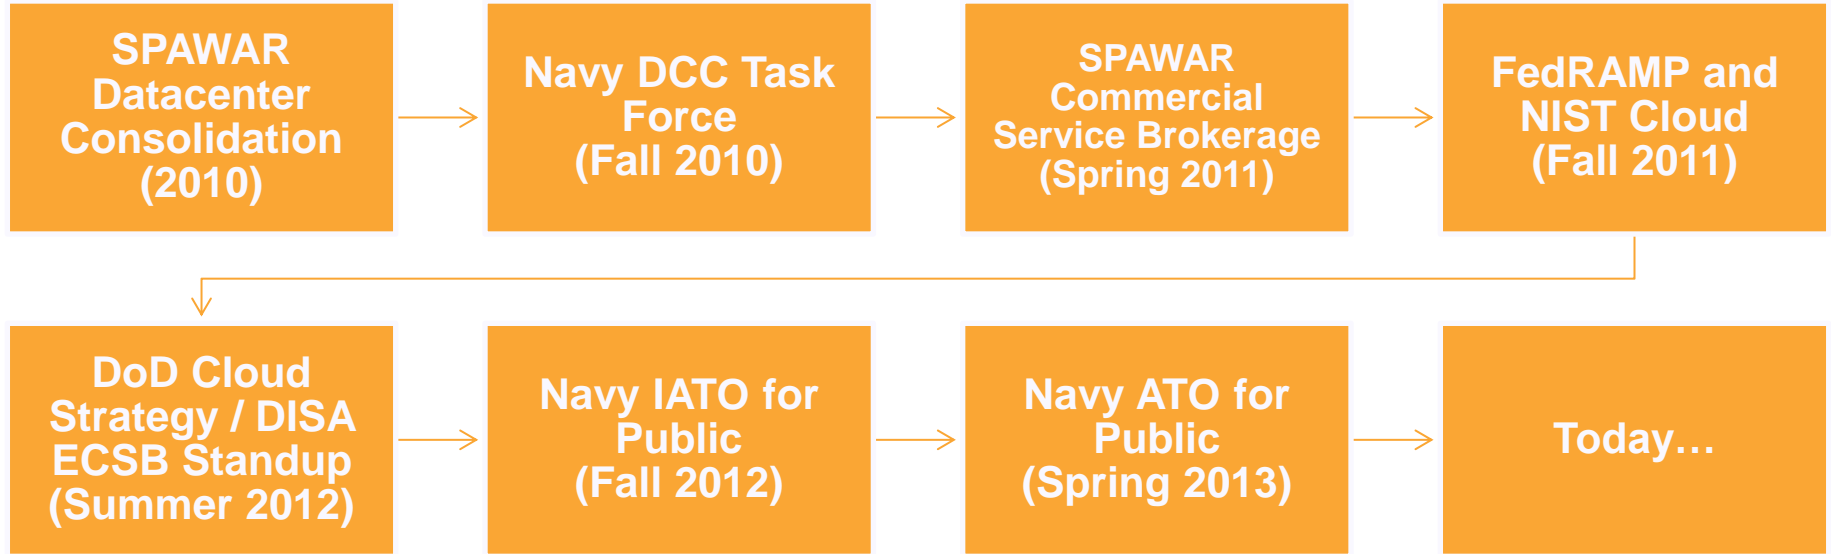 SPAWAR
Datacenter
Consolidation
(2010)
Navy DCC Task
Force
(Fall 2010)
SPAWAR
Commercial
Service Brokerage
(Spring 2011)
FedRAMP and
NIST Cloud
(Fall 2011)
DoD Cloud
Strategy / DISA
ECSB Standup
(Summer 2012)
Navy IATO for
Public
(Fall 2012)
Navy ATO for
Public
(Spring 2013)
Today…